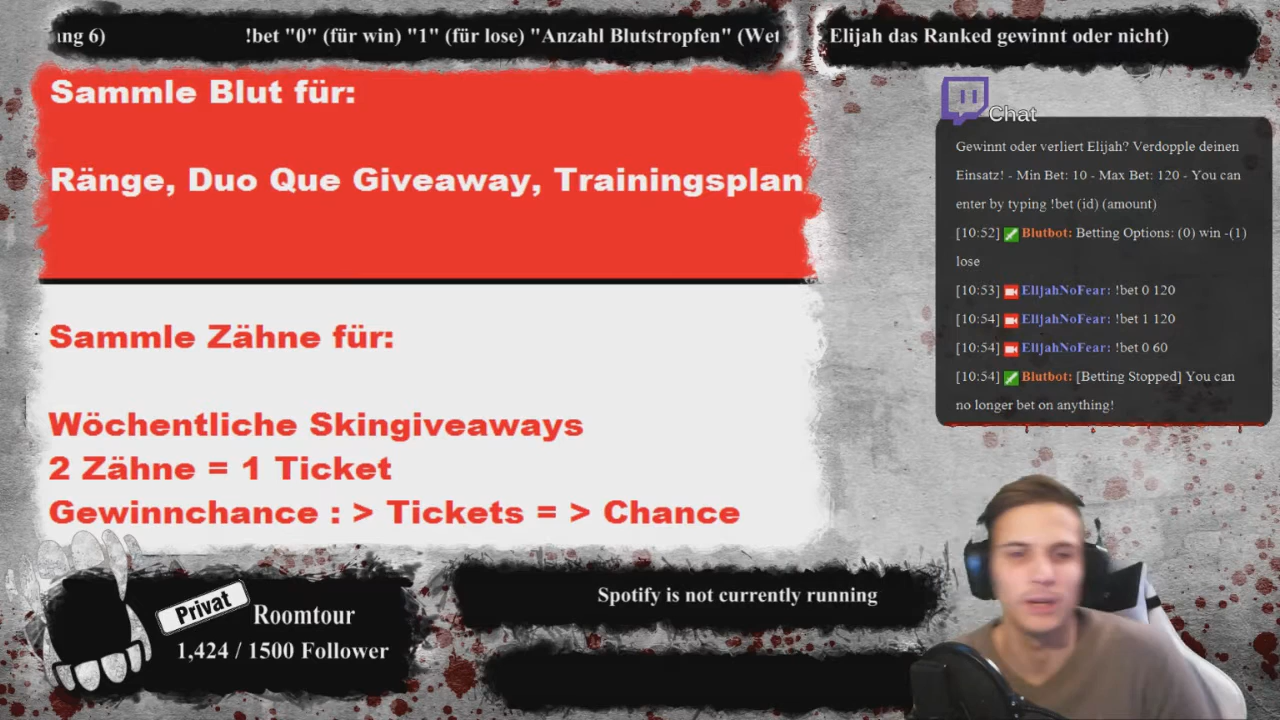 ng 6) !bet "0" (für win) "1" (für lose) "Anzahl Blutstropfen" (Wet
Elijah das Ranked gewinnt oder nicht)
Sammle Blut für:
Ränge, Duo Que Giveaway, Trainingsplan
Sammle Zähne für:
Wöchentliche Skingiveaways
2 Zähne = 1 Ticket
Gewinnchance : > Tickets = > Chance
Chat
Gewinnt oder verliert Elijah? Verdopple deinen
Einsatz! - Min Bet: 10 - Max Bet: 120 - You can
enter by typing !bet (id) (amount)
[10:52] Blutbot: Betting Options: (0) win -(1)
lose
[10:53] ElijahNoFear: !bet 0 120
[10:54] ElijahNoFear: !bet 1 120
[10:54] ElijahNoFear: !bet 0 60
[10:54] Blutbot: [Betting Stopped] You can
no longer bet on anything!
Privat Roomtour
1,424 / 1500 Follower
Spotify is not currently running